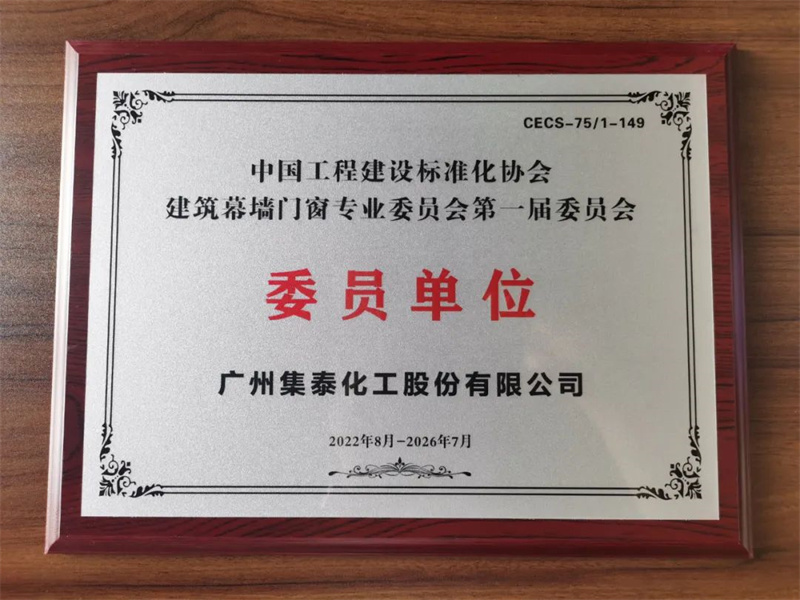 CECS-75/1-149
中国工程建设标准化协会
建筑幕墙门窗专业委员会第一届委员会
委员单位
广州集泰化工股份有限公司
2022年8月-2026年7月